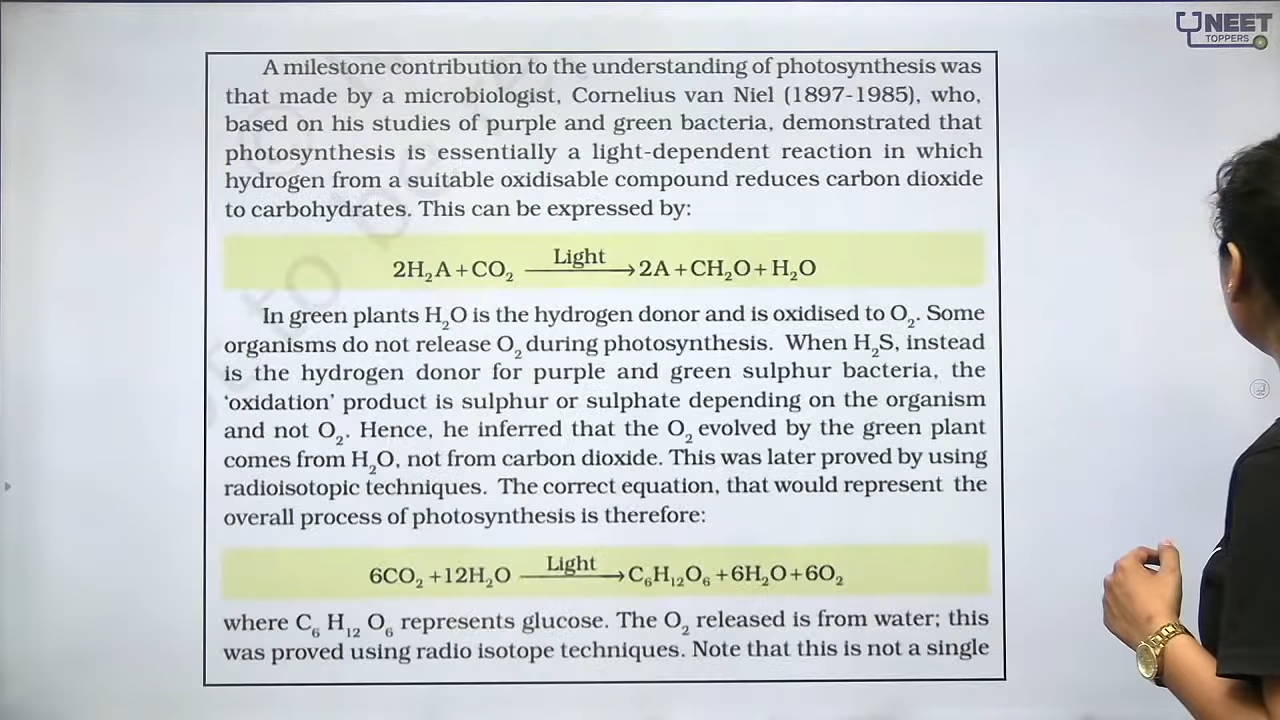 NEET
TOPPERS
A milestone contribution to the understanding of photosynthesis was
that made by a microbiologist, Cornelius van Niel (1897-1985), who,
based on his studies of purple and green bacteria, demonstrated that
photosynthesis is essentially a light-dependent reaction in which
hydrogen from a suitable oxidisable compound reduces carbon dioxide
to carbohydrates. This can be expressed by:
2H₂A + CO₂ —Light→ 2A + CH₂O + H₂O
In green plants H₂O is the hydrogen donor and is oxidised to O₂. Some
organisms do not release O₂ during photosynthesis. When H₂S, instead
is the hydrogen donor for purple and green sulphur bacteria, the
‘oxidation’ product is sulphur or sulphate depending on the organism
and not O₂. Hence, he inferred that the O₂ evolved by the green plant
comes from H₂O, not from carbon dioxide. This was later proved by using
radioisotopic techniques. The correct equation, that would represent the
overall process of photosynthesis is therefore:
6CO₂ + 12H₂O —Light→ C₆H₁₂O₆ + 6H₂O + 6O₂
where C₆ H₁₂ O₆ represents glucose. The O₂ released is from water; this
was proved using radio isotope techniques. Note that this is not a single